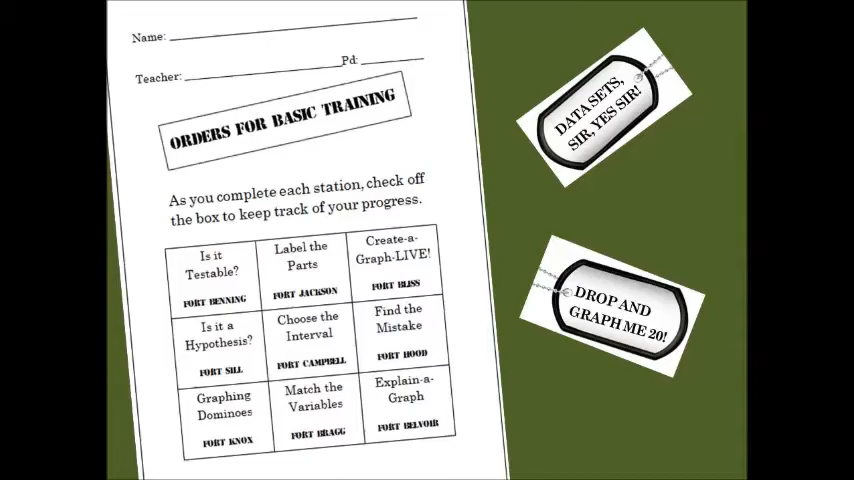 Name:
Teacher: Pd:
ORDERS FOR BASIC TRAINING
As you complete each station, check off
the box to keep track of your progress.
Is it
Testable?
FORT BENNING
Label the
Parts
FORT JACKSON
Create-a-
Graph-LIVE!
FORT BLISS
Is it a
Hypothesis?
FORT SILL
Choose the
Interval
FORT CAMPBELL
Find the
Mistake
FORT HOOD
Graphing
Dominoes
FORT KNOX
Match the
Variables
FORT BRAGG
Explain-a-
Graph
FORT BELVOIR
DATA SETS,
SIR, YES SIR!
DROP AND
GRAPH ME 20!